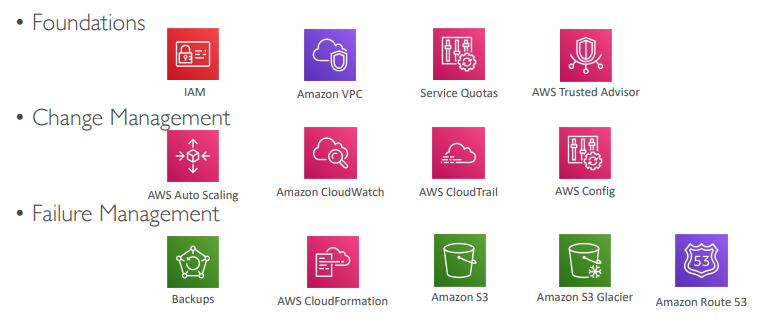 • Foundations
IAM
Amazon VPC
Service Quotas
AWS Trusted Advisor
• Change Management
AWS Auto Scaling
Amazon CloudWatch
AWS CloudTrail
AWS Config
• Failure Management
Backups
AWS CloudFormation
Amazon S3
Amazon S3 Glacier
53
Amazon Route 53